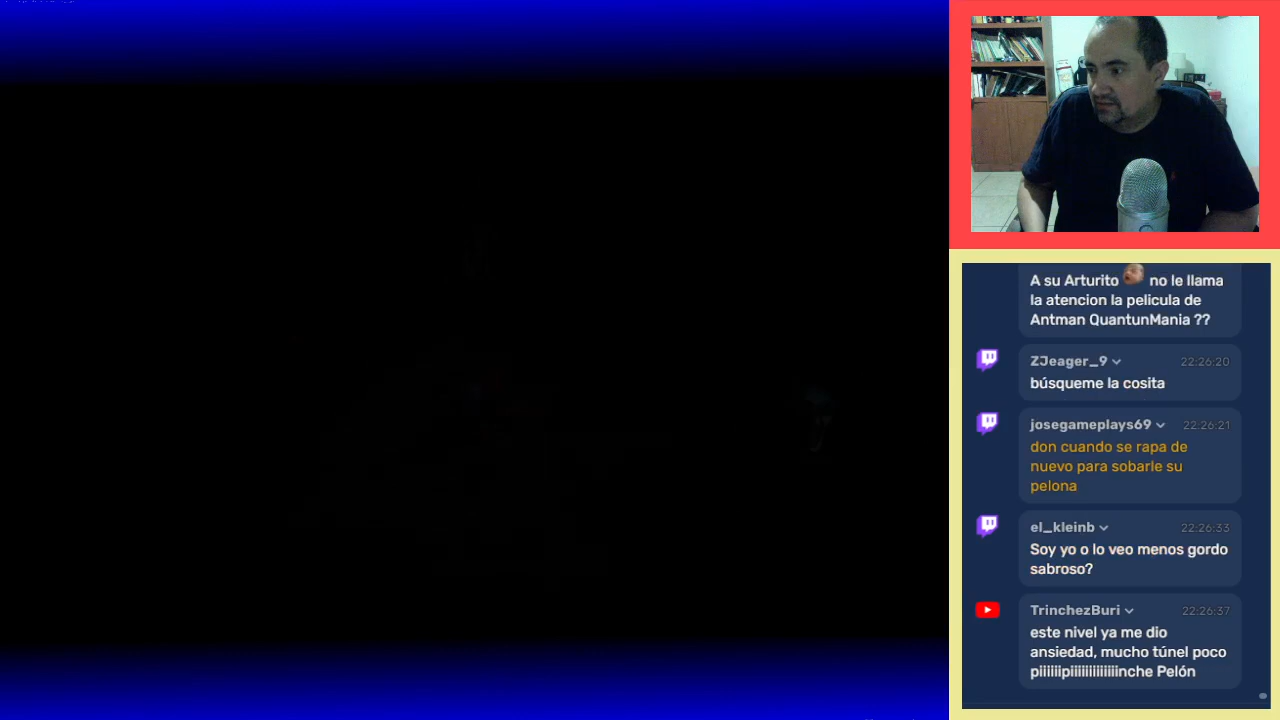 A su Arturito no le llama
la atencion la pelicula de
Antman QuantunMania ??
ZJeager_9 22:26:20
búsqueme la cosita
josegameplays69 22:26:21
don cuando se rapa de
nuevo para sobarle su
pelona
el_kleinb 22:26:33
Soy yo o lo veo menos gordo
sabroso?
TrinchezBuri 22:26:37
este nivel ya me dio
ansiedad, mucho túnel poco
piiiiiipiiiiiiiiiiiiinche Pelón